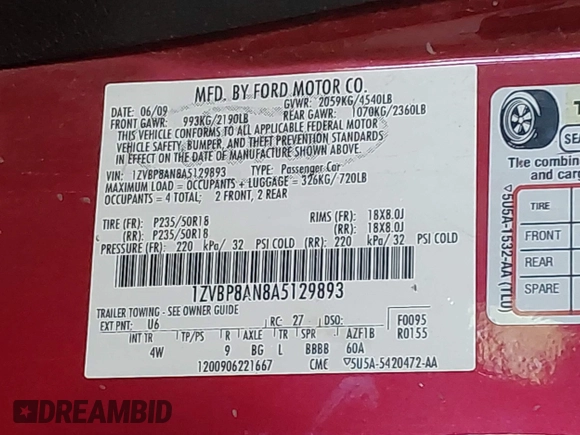 MFD. BY FORD MOTOR CO.
DATE: 06/09 GVWR: 2059KG/4540LB
FRONT GAWR: 993KG/2190LB REAR GAWR: 1070KG/2360LB
THIS VEHICLE CONFORMS TO ALL APPLICABLE FEDERAL MOTOR
VEHICLE SAFETY, BUMPER, AND THEFT PREVENTION STANDARDS
IN EFFECT ON THE DATE OF MANUFACTURE SHOWN ABOVE.
VIN: 1ZVBP8AN8A5129893 TYPE: Passenger Car
MAXIMUM LOAD = OCCUPANTS + LUGGAGE = 326KG/720LB
OCCUPANTS = 4 TOTAL; 2 FRONT, 2 REAR
TIRE (FR): P235/50R18 RIMS (FR): 18X8.0J
(RR): P235/50R18 (RR): 18X8.0J
PRESSURE (FR): 220 kPa/ 32 PSI COLD (RR): 220 kPa/ 32 PSI COLD
1ZVBP8AN8A5129893
TRAILER TOWING - SEE OWNER GUIDE
EXT PNT: U6 RC: 27 DSO: F0095
INT TR TP/PS R AXLE TR SPR AZF1B R0155
4W 9 BG L BBBB 60A
1200906221667 CME ▽5U5A-5420472-AA
▽5U5A-1532-AA (TLU)
SEA
The combin
and carg
TIRE
FRONT
REAR
SPARE
DREAMBID